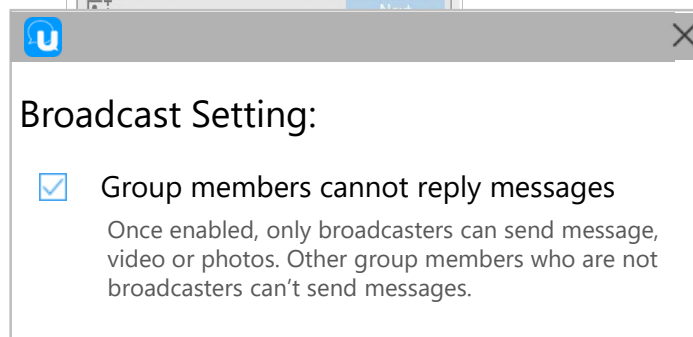 Next
Broadcast Setting:
Group members cannot reply messages
Once enabled, only broadcasters can send message,
video or photos. Other group members who are not
broadcasters can’t send messages.